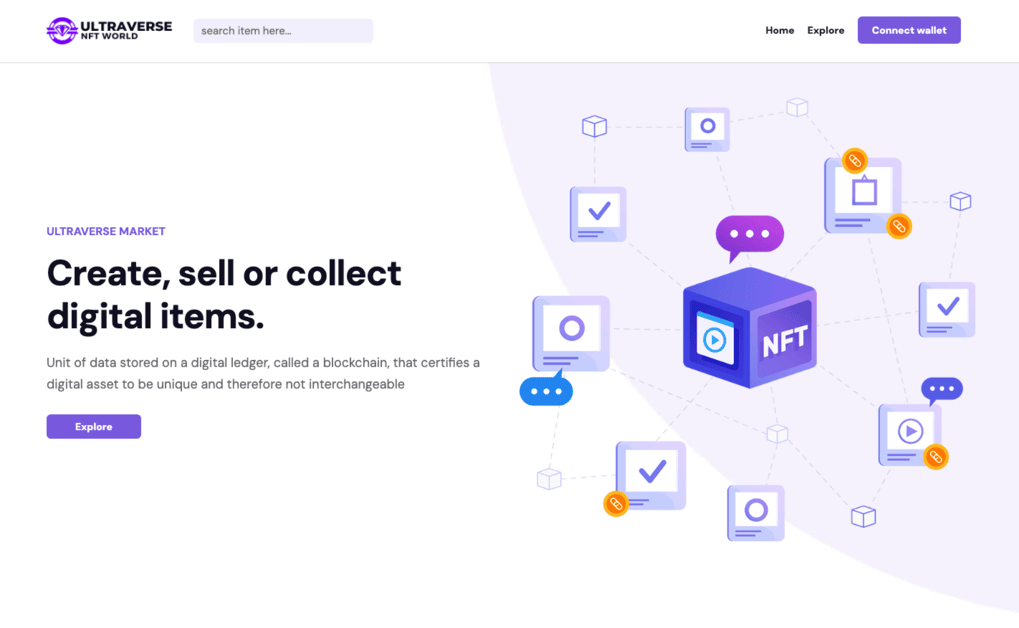 ULTRAVERSE
NFT WORLD
search item here...
Home
Explore
Connect wallet
ULTRAVERSE MARKET
Create, sell or collect
digital items.
Unit of data stored on a digital ledger, called a blockchain, that certifies a
digital asset to be unique and therefore not interchangeable
Explore
NFT